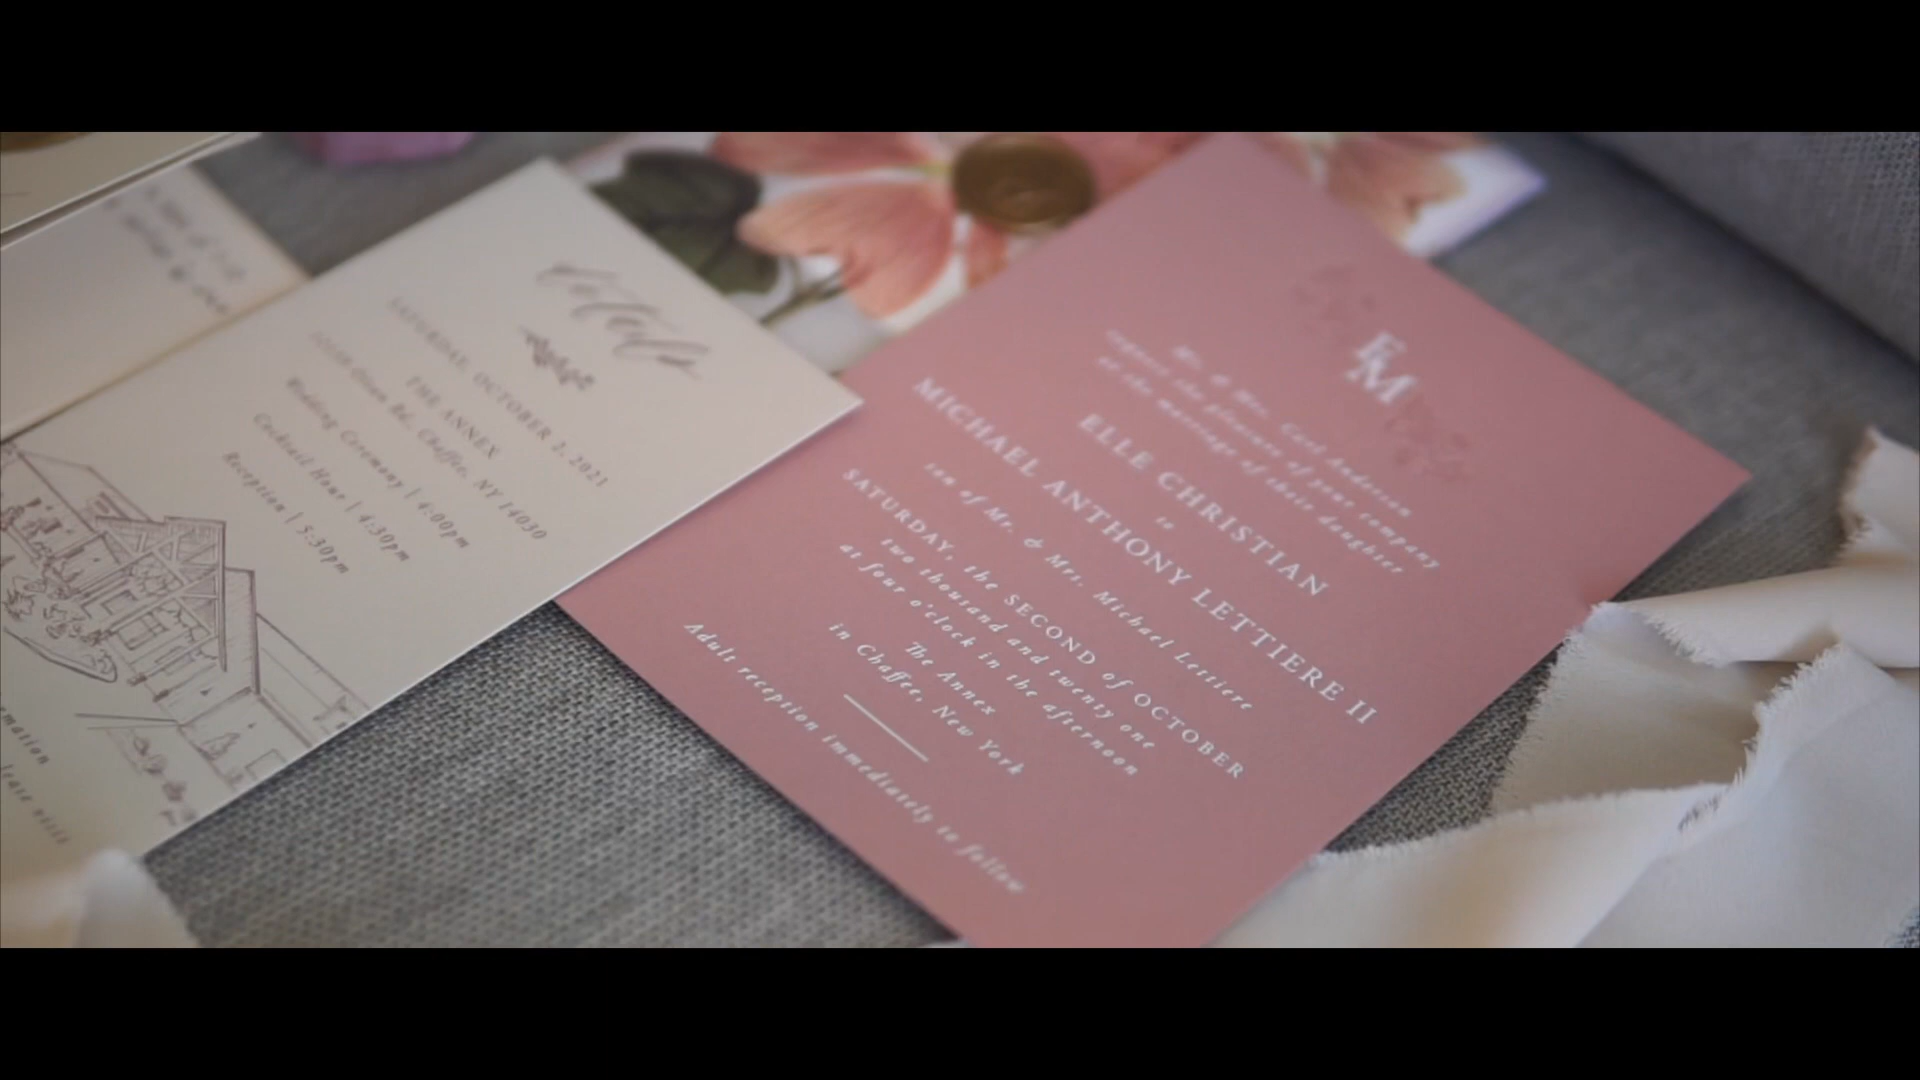 details
SATURDAY, OCTOBER 2, 2021
THE ANNEX
Olean Rd., Chaffee, NY 14030
Wedding Ceremony | 4:00pm
Cocktail Hour | 4:30pm
Reception | 5:30pm
EM
Mr. & Mrs. Carl Anderson
request the pleasure of your company
at the marriage of their daughter
ELLE CHRISTIAN
to
MICHAEL ANTHONY LETTIERE II
son of Mr. & Mrs. Michael Lettiere
SATURDAY, the SECOND of OCTOBER
two thousand and twenty one
at four o'clock in the afternoon
The Annex
in Chaffee, New York
Adult reception immediately to follow